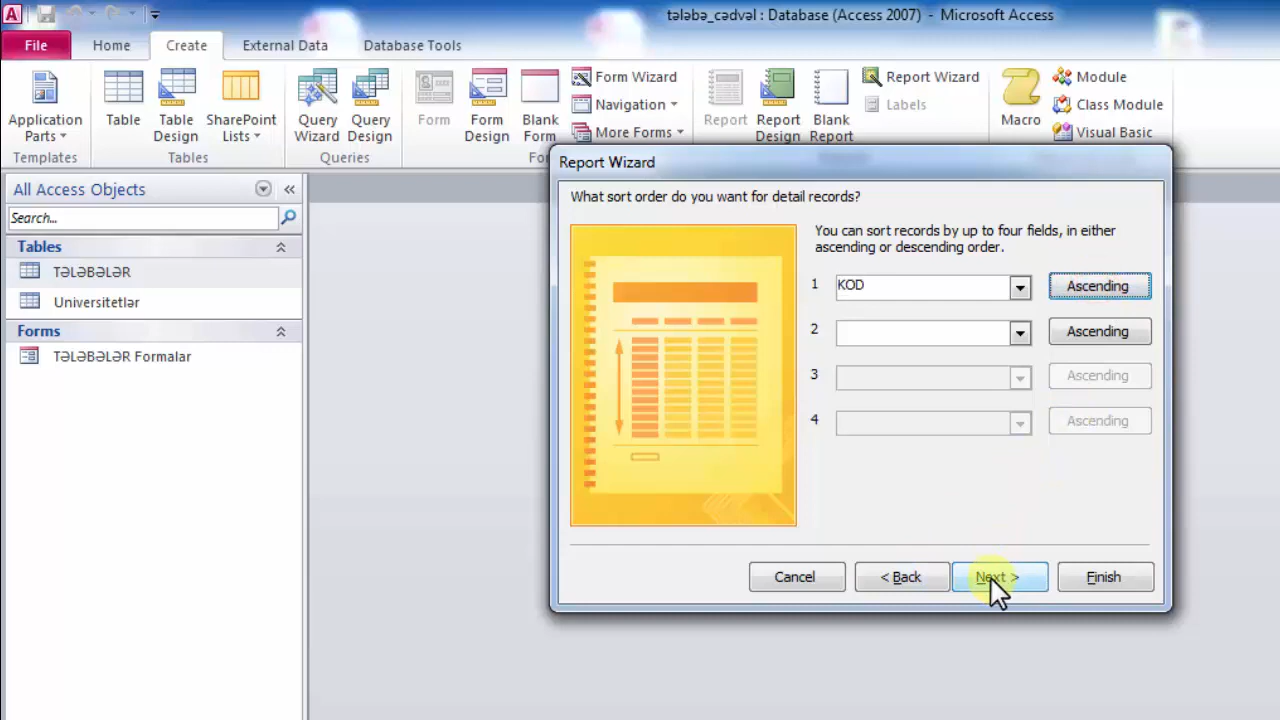 tələbə_cədvəl : Database (Access 2007) - Microsoft Access
File Home Create External Data Database Tools
Application Parts
Table
Table Design
SharePoint Lists
Query Wizard
Query Design
Form
Form Design
Blank Form
Form Wizard
Navigation
More Forms
Report
Report Design
Blank Report
Report Wizard
Labels
Macro
Module
Class Module
Visual Basic
Templates Tables Queries
All Access Objects
Search...
Tables
TƏLƏBƏLƏR
Universitetlər
Forms
TƏLƏBƏLƏR Formalar
Report Wizard
What sort order do you want for detail records?
You can sort records by up to four fields, in either
ascending or descending order.
1 KOD Ascending
2 Ascending
3 Ascending
4 Ascending
Cancel < Back Next > Finish